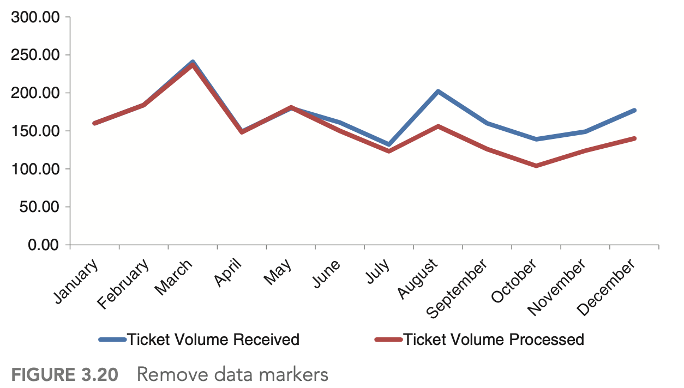 300.00
250.00
200.00
150.00
100.00
50.00
0.00
January
February
March
April
May
June
July
August
September
October
November
December
Ticket Volume Received
Ticket Volume Processed
FIGURE 3.20 Remove data markers